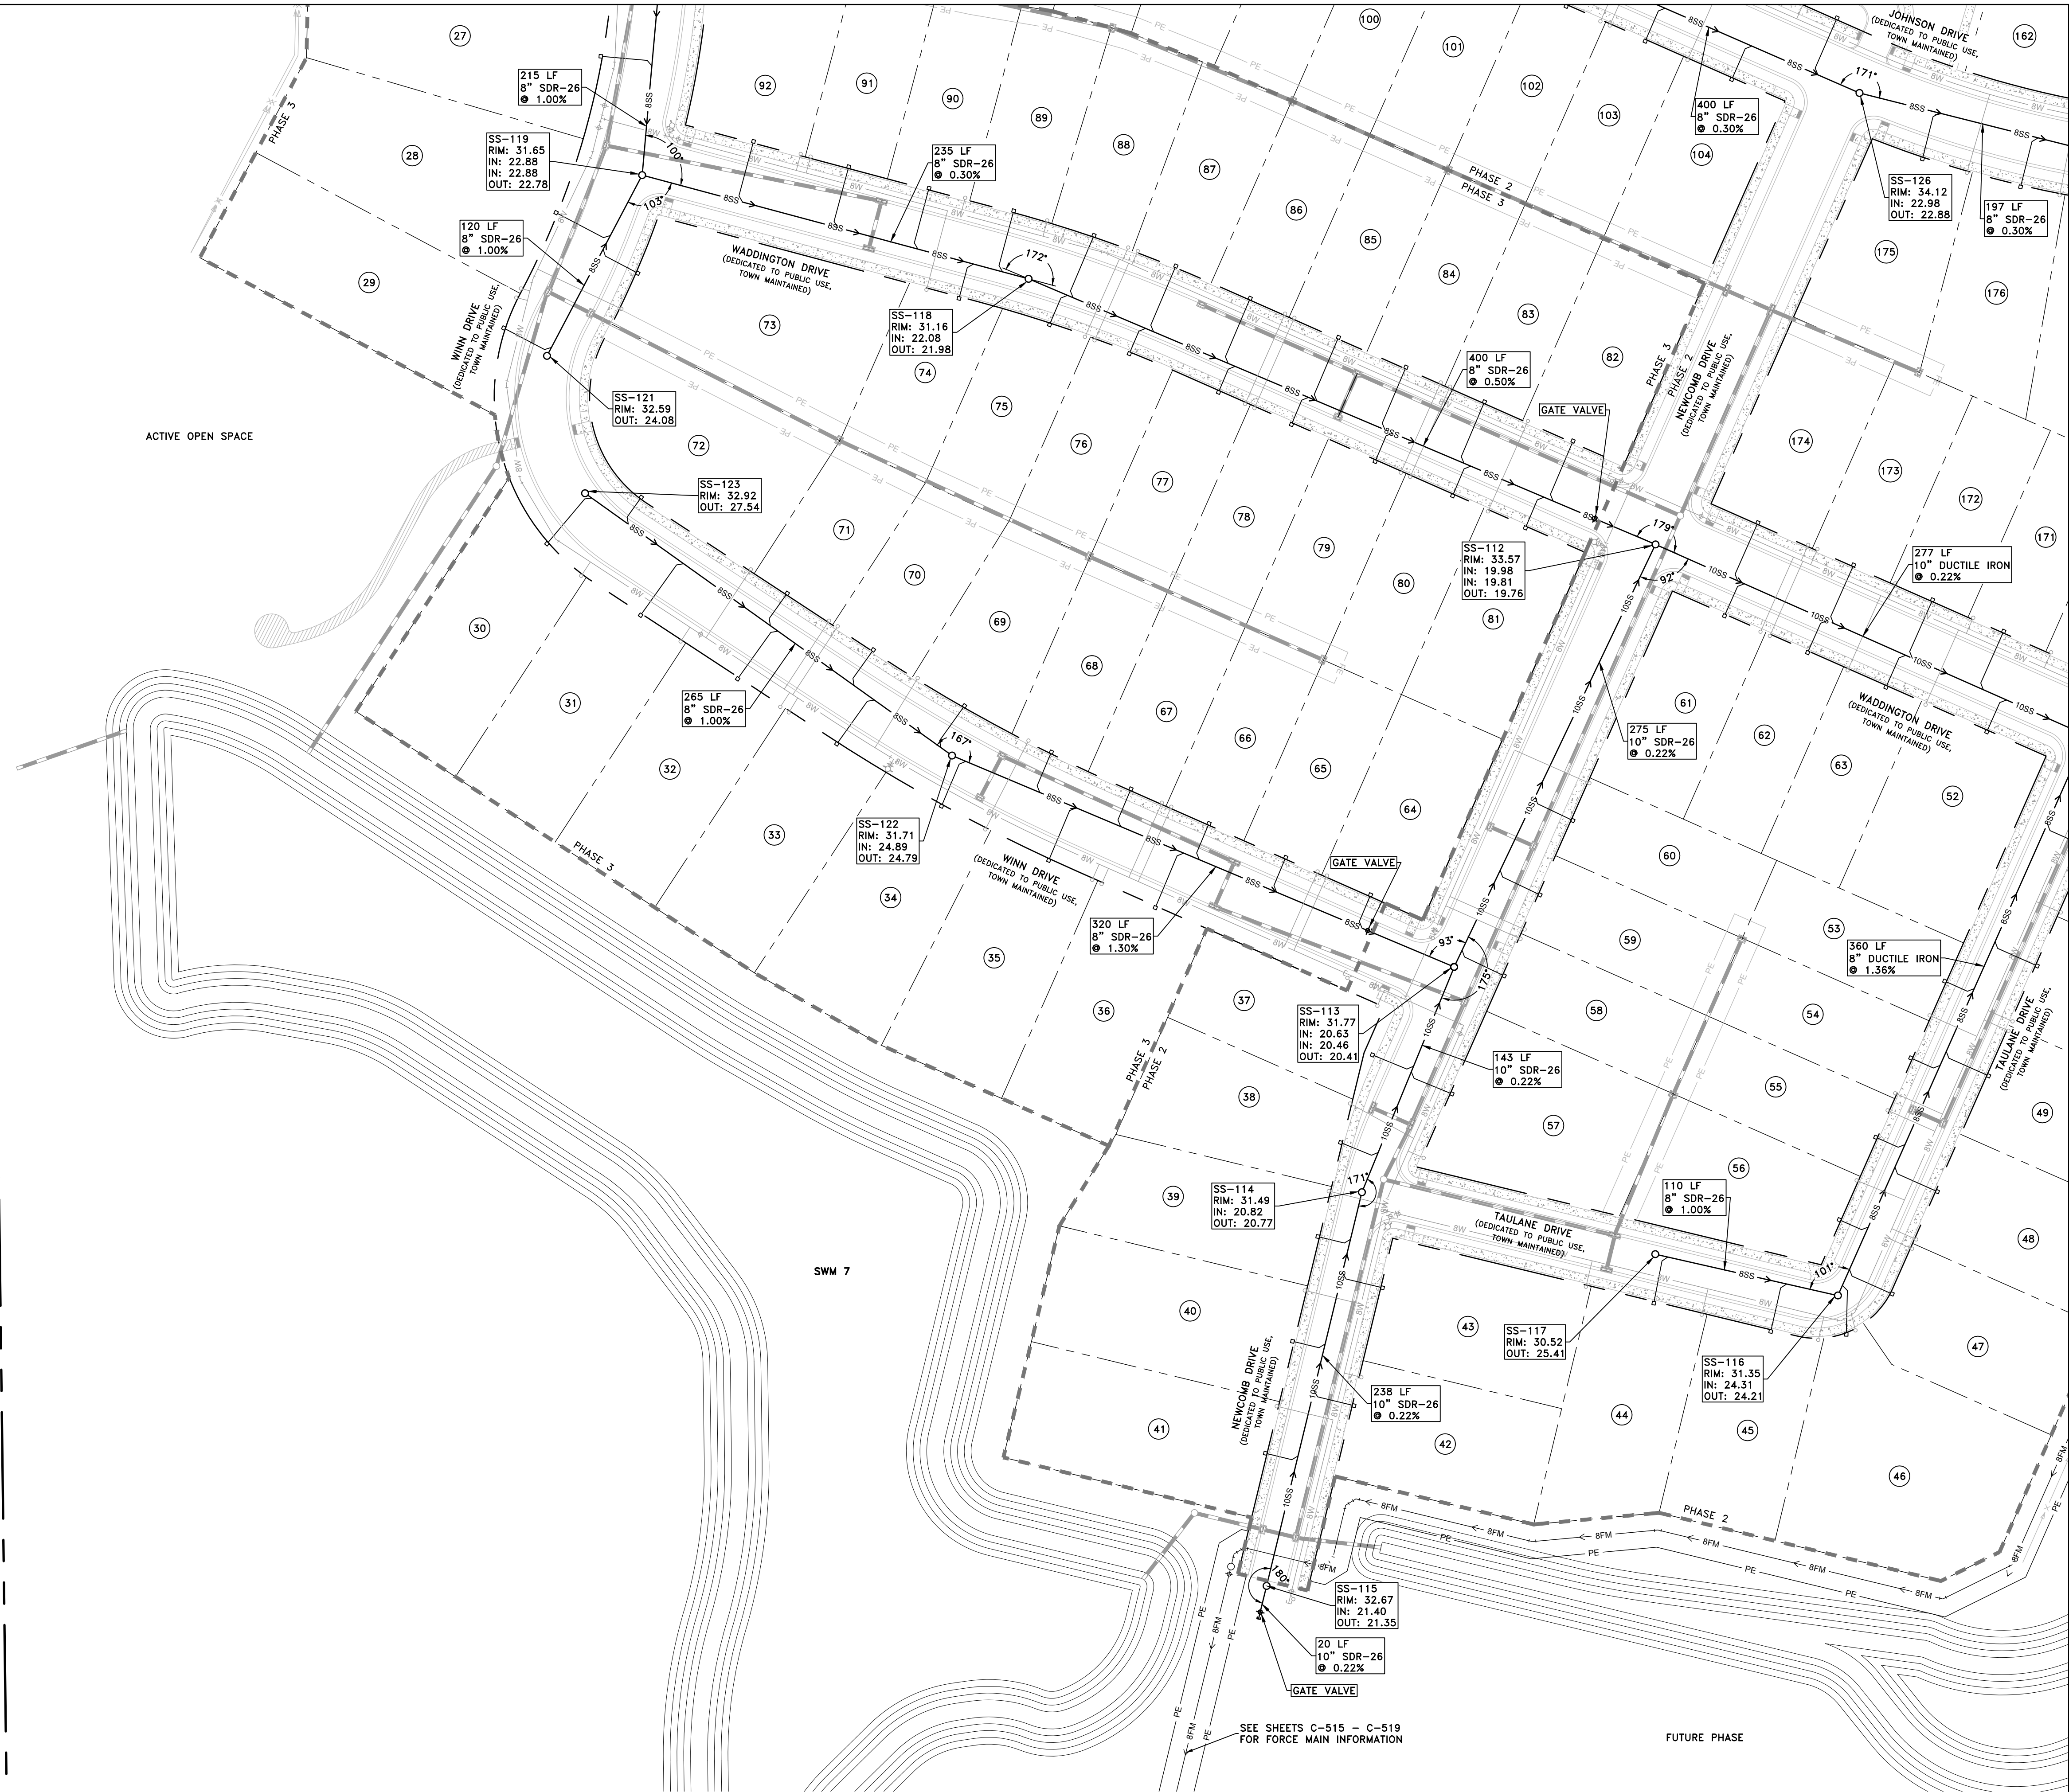 27
28
29
92
91
90
89
88
87
86
85
84
83
82
100
101
102
103
104
162
JOHNSON DRIVE
(DEDICATED TO PUBLIC USE,
TOWN MAINTAINED)
215 LF
8" SDR-26
@ 1.00%
SS-119
RIM: 31.65
IN: 22.88
IN: 22.88
OUT: 22.78
120 LF
8" SDR-26
@ 1.00%
235 LF
8" SDR-26
@ 0.30%
400 LF
8" SDR-26
@ 0.30%
SS-126
RIM: 34.12
IN: 22.98
OUT: 22.88
197 LF
8" SDR-26
@ 0.30%
171°
100°
103°
172°
PHASE 3
PHASE 2
PHASE 3
WADDINGTON DRIVE
(DEDICATED TO PUBLIC USE,
TOWN MAINTAINED)
WINN DRIVE
(DEDICATED TO PUBLIC USE,
TOWN MAINTAINED)
SS-118
RIM: 31.16
IN: 22.08
OUT: 21.98
SS-121
RIM: 32.59
OUT: 24.08
400 LF
8" SDR-26
@ 0.50%
GATE VALVE
PHASE 3
PHASE 2
NEWCOMB DRIVE
(DEDICATED TO PUBLIC USE,
TOWN MAINTAINED)
175
176
174
173
172
171
ACTIVE OPEN SPACE
SS-123
RIM: 32.92
OUT: 27.54
73
74
75
76
77
78
79
80
81
72
71
70
69
68
67
66
65
64
SS-112
RIM: 33.57
IN: 19.98
IN: 19.81
OUT: 19.76
179°
92°
277 LF
10" DUCTILE IRON
@ 0.22%
275 LF
10" SDR-26
@ 0.22%
WADDINGTON DRIVE
(DEDICATED TO PUBLIC USE,
TOWN MAINTAINED)
61
62
63
52
60
59
58
57
56
55
54
53
30
31
32
33
34
35
36
37
38
39
40
41
265 LF
8" SDR-26
@ 1.00%
167°
SS-122
RIM: 31.71
IN: 24.89
OUT: 24.79
WINN DRIVE
(DEDICATED TO PUBLIC USE,
TOWN MAINTAINED)
PHASE 3
GATE VALVE
320 LF
8" SDR-26
@ 1.30%
93°
175°
SS-113
RIM: 31.77
IN: 20.63
IN: 20.46
OUT: 20.41
PHASE 3
PHASE 2
143 LF
10" SDR-26
@ 0.22%
360 LF
8" DUCTILE IRON
@ 1.36%
TAULANE DRIVE
(DEDICATED TO PUBLIC USE,
TOWN MAINTAINED)
49
48
47
171°
SS-114
RIM: 31.49
IN: 20.82
OUT: 20.77
110 LF
8" SDR-26
@ 1.00%
TAULANE DRIVE
(DEDICATED TO PUBLIC USE,
TOWN MAINTAINED)
101°
SWM 7
43
SS-117
RIM: 30.52
OUT: 25.41
SS-116
RIM: 31.35
IN: 24.31
OUT: 24.21
NEWCOMB DRIVE
(DEDICATED TO PUBLIC USE,
TOWN MAINTAINED)
238 LF
10" SDR-26
@ 0.22%
42
44
45
46
PHASE 2
180°
SS-115
RIM: 32.67
IN: 21.40
OUT: 21.35
20 LF
10" SDR-26
@ 0.22%
GATE VALVE
SEE SHEETS C-515 - C-519
FOR FORCE MAIN INFORMATION
FUTURE PHASE
8SS
10SS
8W
8FM
PE